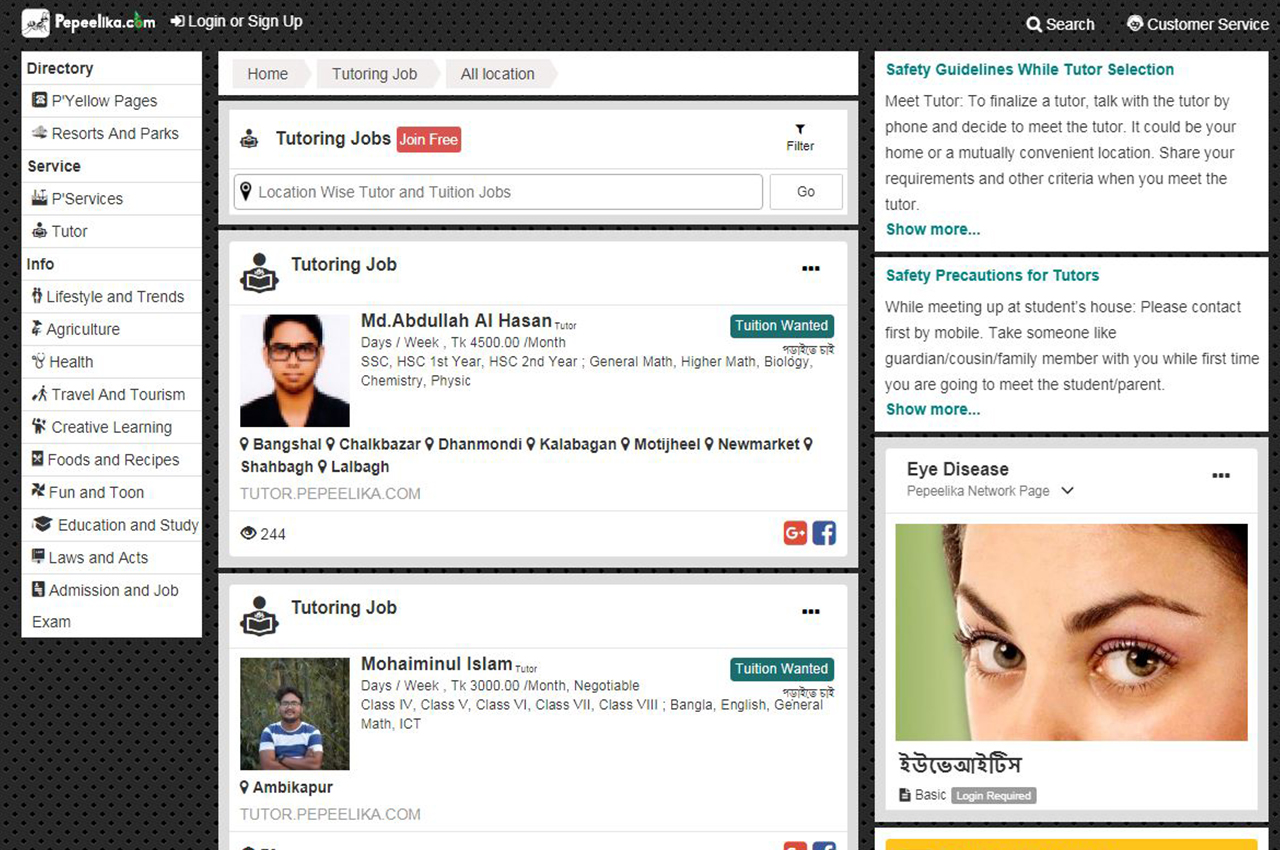 Pepeelika.com
Login or Sign Up
Search
Customer Service
Directory
P'Yellow Pages
Resorts And Parks
Service
P'Services
Tutor
Info
Lifestyle and Trends
Agriculture
Health
Travel And Tourism
Creative Learning
Foods and Recipes
Fun and Toon
Education and Study
Laws and Acts
Admission and Job
Exam
Home
Tutoring Job
All location
Tutoring Jobs Join Free
Filter
Location Wise Tutor and Tuition Jobs
Go
Tutoring Job
Md.Abdullah Al Hasan Tutor
Tuition Wanted
Days / Week , Tk 4500.00 /Month
পড়াইতে চাই
SSC, HSC 1st Year, HSC 2nd Year ; General Math, Higher Math, Biology,
Chemistry, Physic
Bangshal Chalkbazar Dhanmondi Kalabagan Motijheel Newmarket
Shahbagh Lalbagh
TUTOR.PEPEELIKA.COM
244
G+ f
Tutoring Job
Mohaiminul Islam Tutor
Tuition Wanted
Days / Week , Tk 3000.00 /Month, Negotiable
পড়াইতে চাই
Class IV, Class V, Class VI, Class VII, Class VIII ; Bangla, English, General
Math, ICT
Ambikapur
TUTOR.PEPEELIKA.COM
Safety Guidelines While Tutor Selection
Meet Tutor: To finalize a tutor, talk with the tutor by
phone and decide to meet the tutor. It could be your
home or a mutually convenient location. Share your
requirements and other criteria when you meet the
tutor.
Show more...
Safety Precautions for Tutors
While meeting up at student's house: Please contact
first by mobile. Take someone like
guardian/cousin/family member with you while first time
you are going to meet the student/parent.
Show more...
Eye Disease
Pepeelika Network Page
ইউভেআইটিস
Basic Login Required